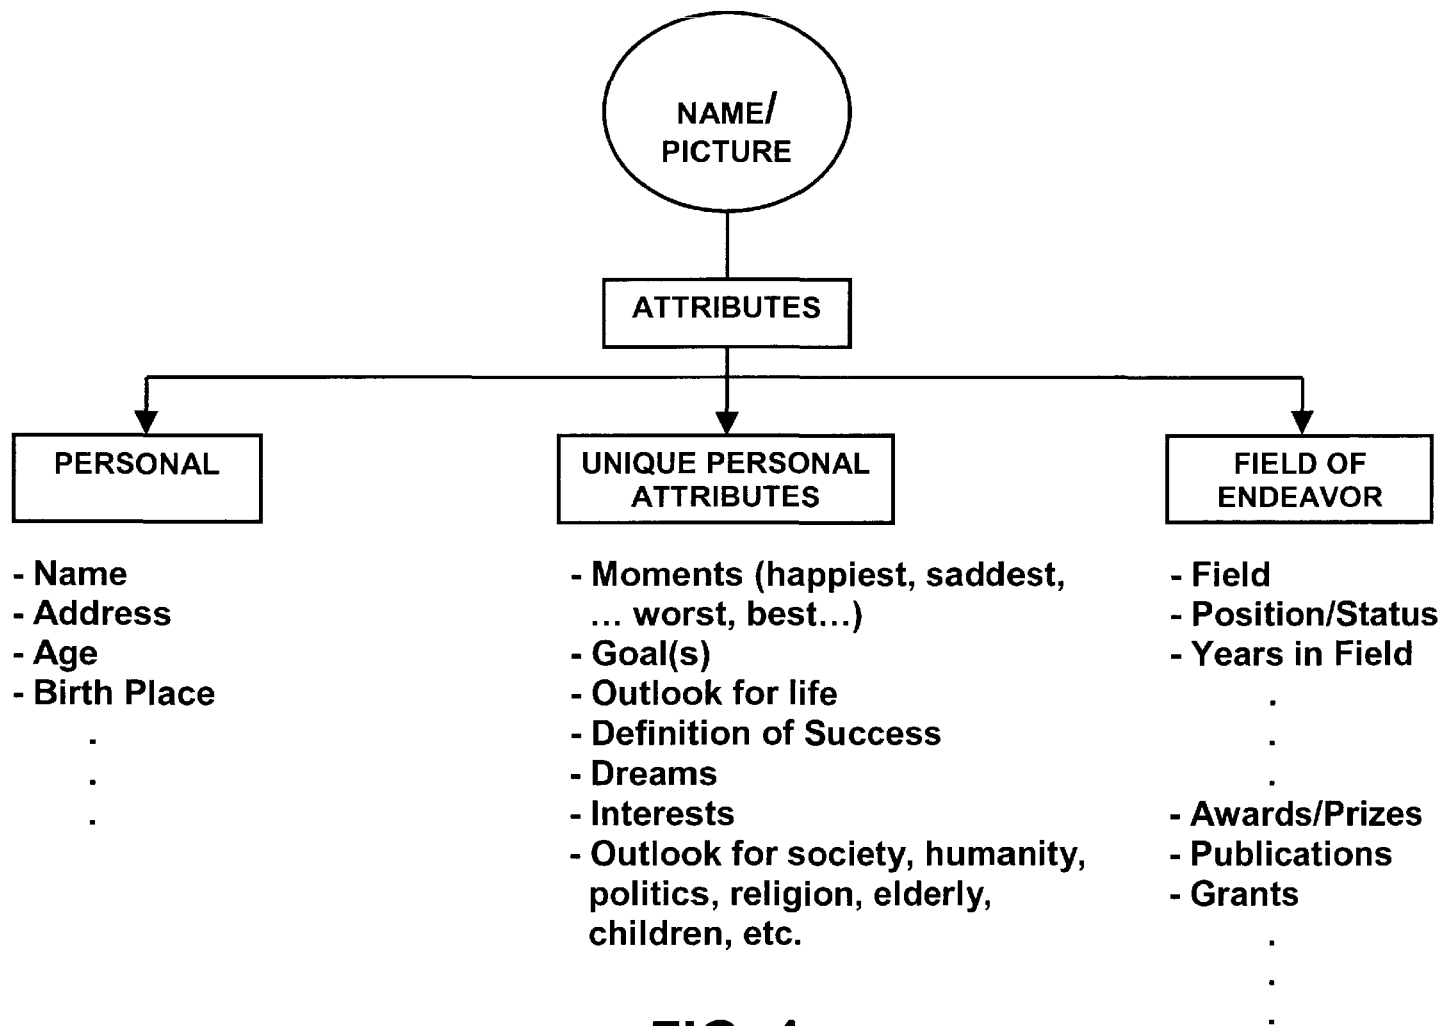 NAME/
PICTURE
ATTRIBUTES
PERSONAL
- Name
- Address
- Age
- Birth Place
.
.
.
UNIQUE PERSONAL
ATTRIBUTES
- Moments (happiest, saddest,
... worst, best...)
- Goal(s)
- Outlook for life
- Definition of Success
- Dreams
- Interests
- Outlook for society, humanity,
politics, religion, elderly,
children, etc.
FIELD OF
ENDEAVOR
- Field
- Position/Status
- Years in Field
.
.
.
- Awards/Prizes
- Publications
- Grants
.
.
.